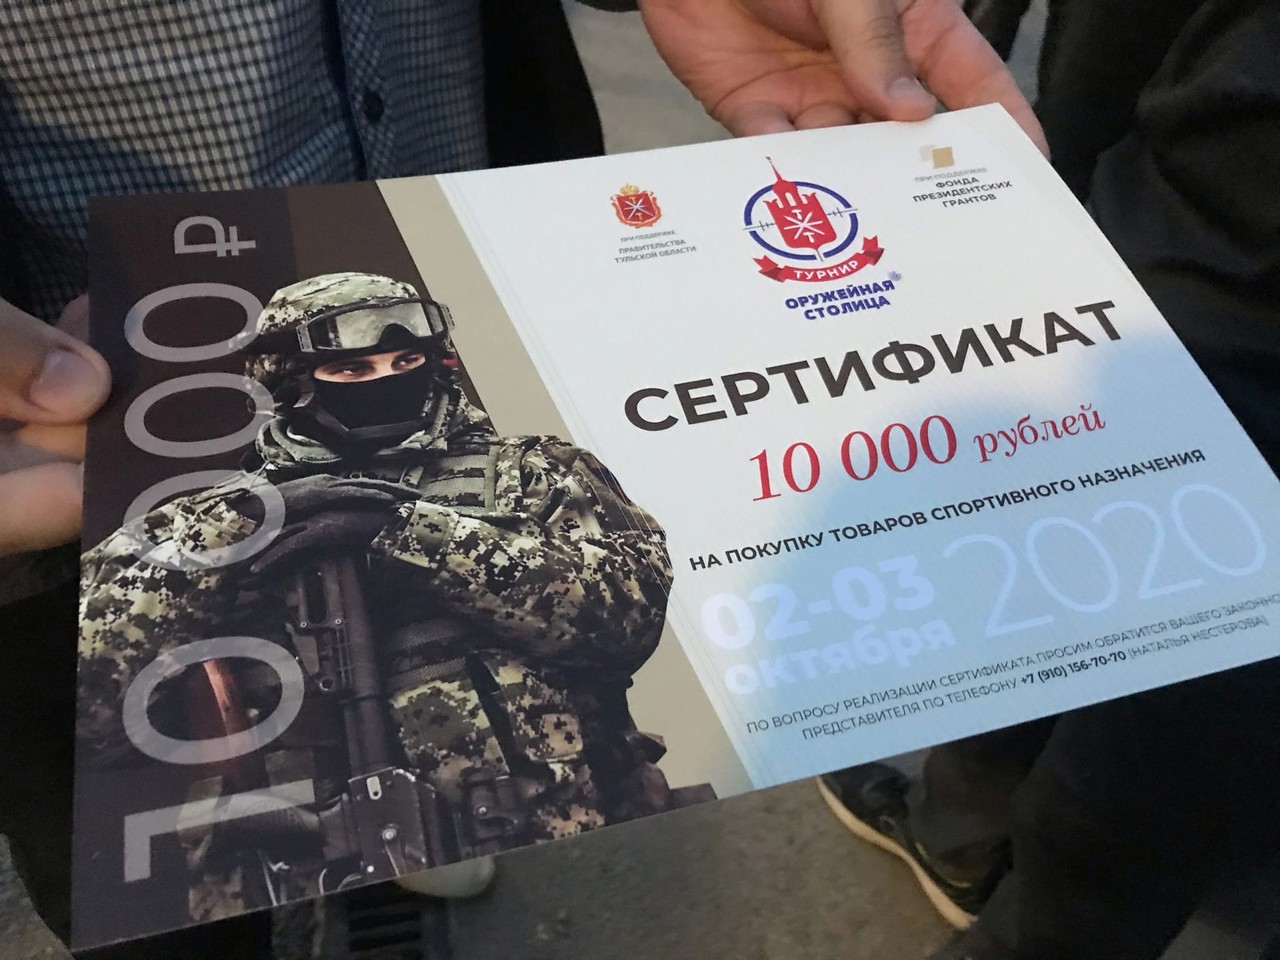 10 000 ₽
ПРИ ПОДДЕРЖКЕ
ПРАВИТЕЛЬСТВА
ТУЛЬСКОЙ ОБЛАСТИ
ТУРНИР
ОРУЖЕЙНАЯ
СТОЛИЦА
ПРИ ПОДДЕРЖКЕ
ФОНДА
ПРЕЗИДЕНТСКИХ
ГРАНТОВ
СЕРТИФИКАТ
10 000 рублей
НА ПОКУПКУ ТОВАРОВ СПОРТИВНОГО НАЗНАЧЕНИЯ
02-03
октября
2020
ПО ВОПРОСУ РЕАЛИЗАЦИИ СЕРТИФИКАТА ПРОСИМ ОБРАТИТСЯ ВАШЕГО ЗАКОННО
ПРЕДСТАВИТЕЛЯ ПО ТЕЛЕФОНУ +7 (910) 156-70-70 (НАТАЛЬЯ НЕСТЕРОВА)